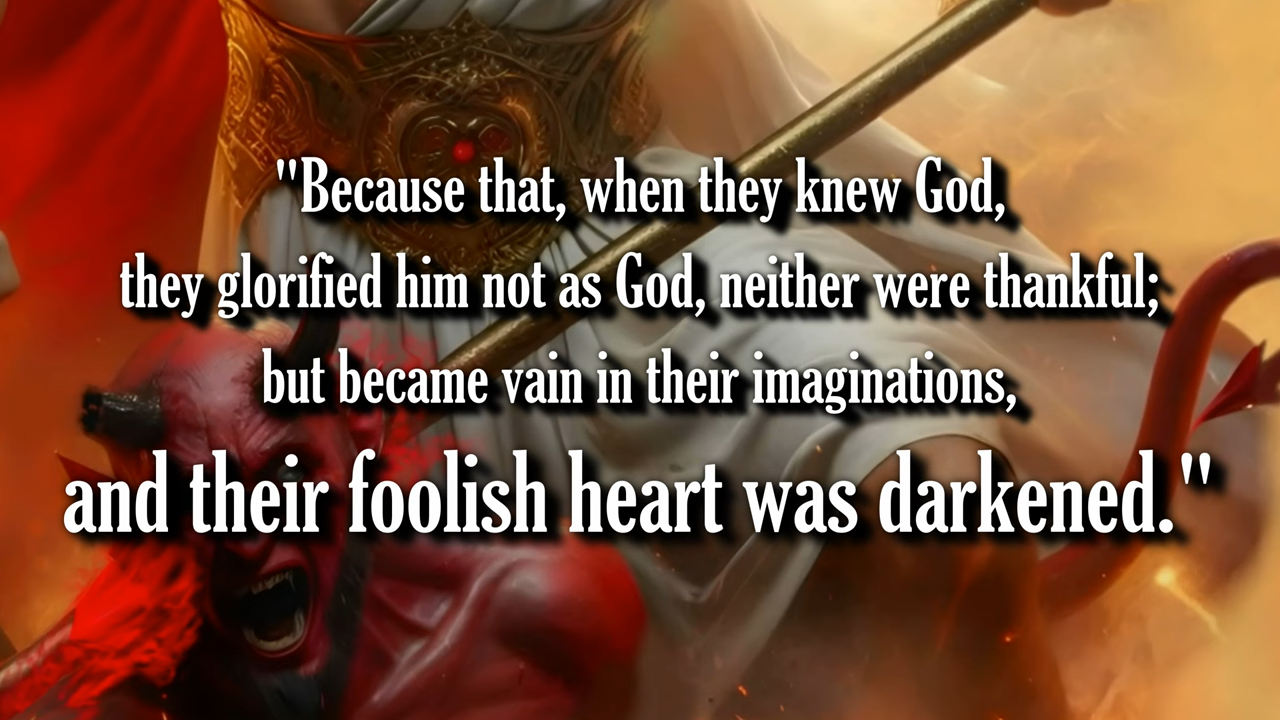 "Because that, when they knew God,
they glorified him not as God, neither were thankful;
but became vain in their imaginations,
and their foolish heart was darkened."